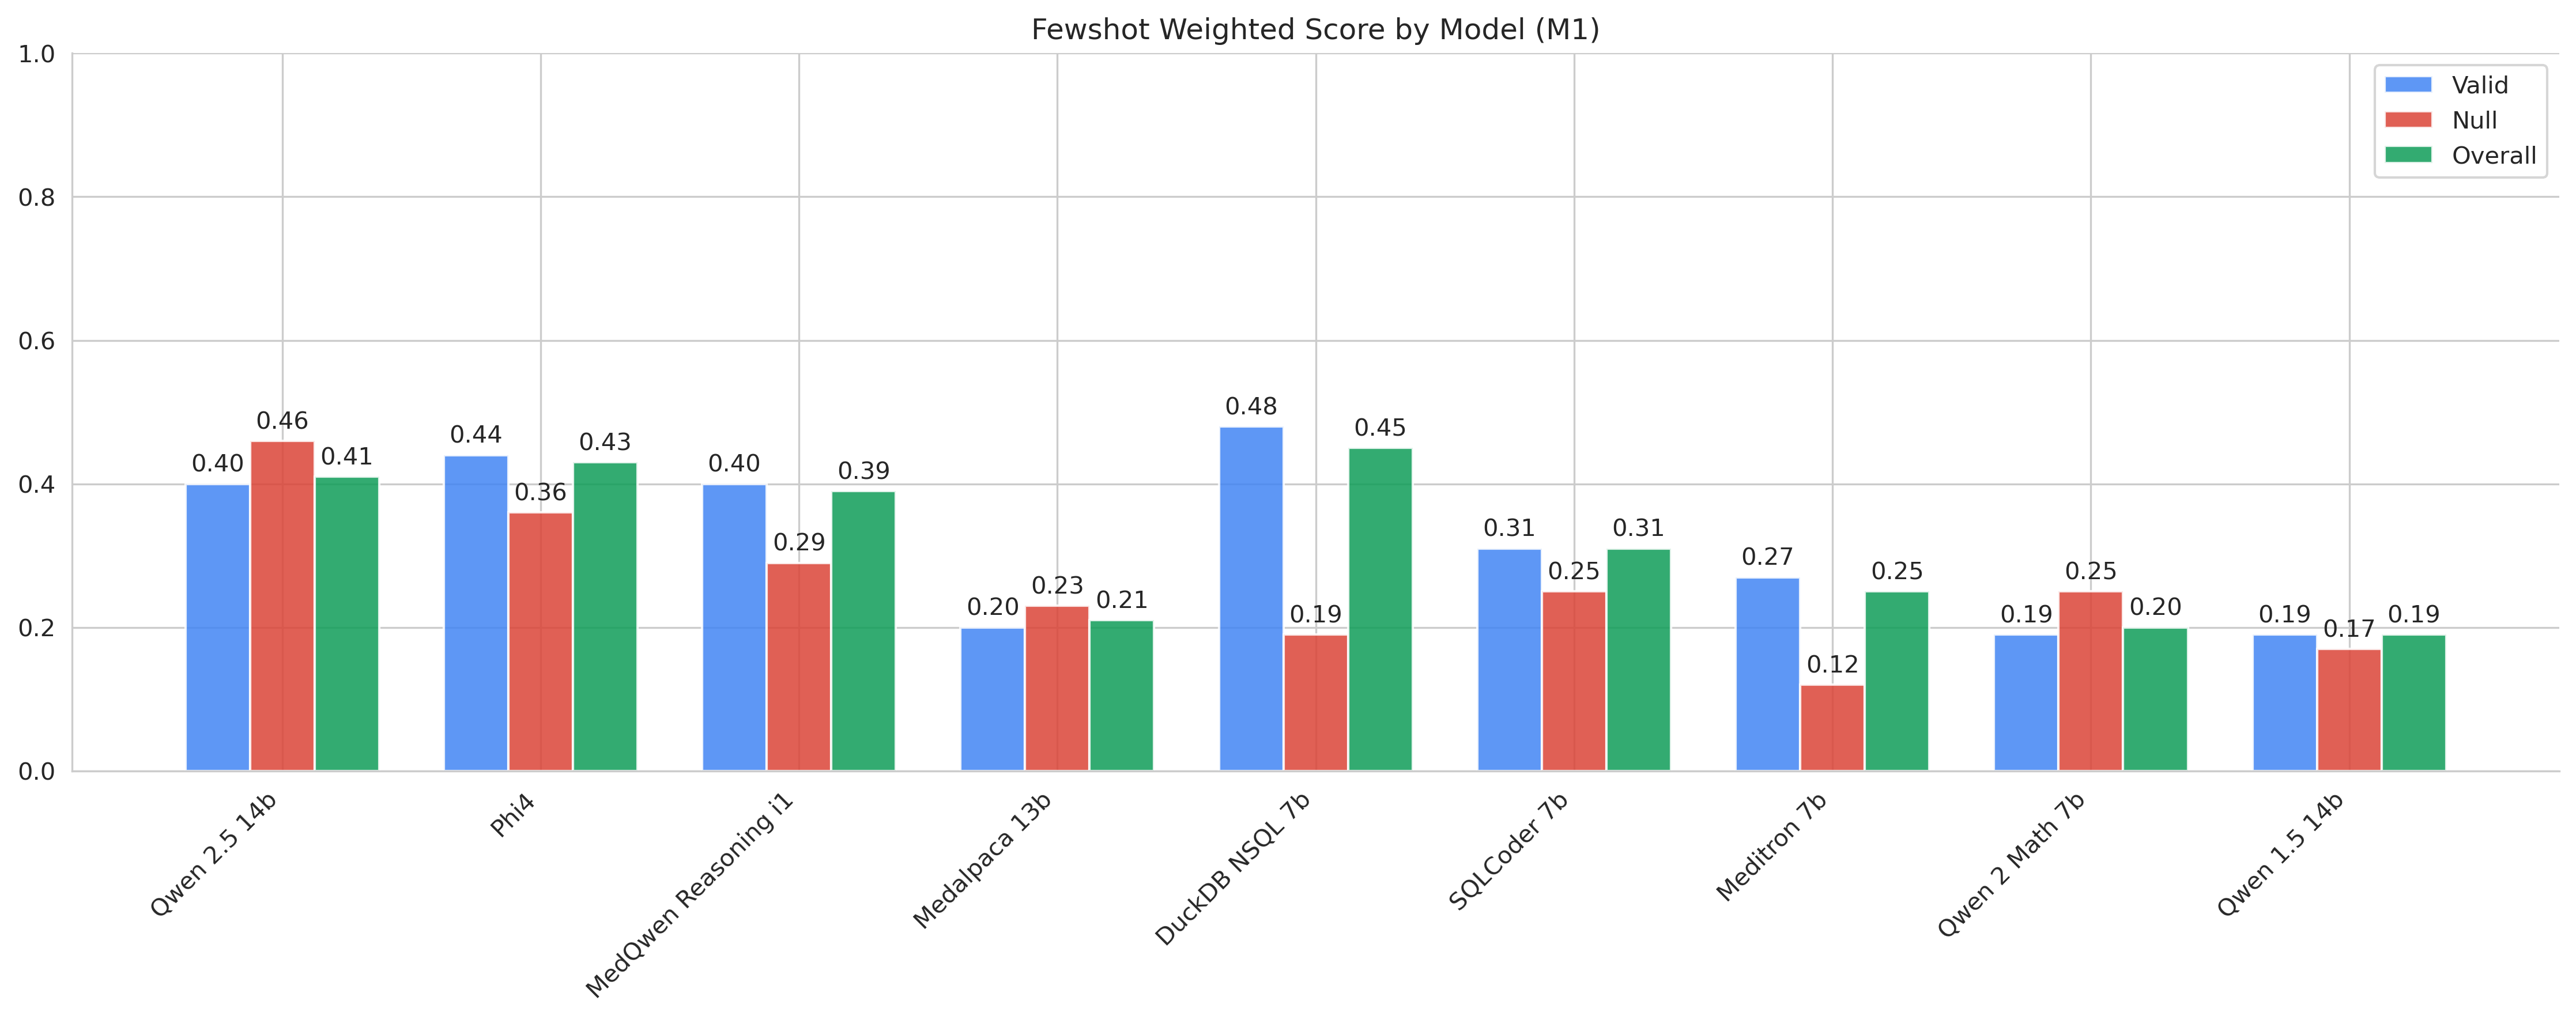 Fewshot Weighted Score by Model (M1)
1.0
0.8
0.6
0.4
0.2
0.0
Valid
Null
Overall
0.40
0.46
0.41
0.44
0.36
0.43
0.40
0.29
0.39
0.20
0.23
0.21
0.48
0.19
0.45
0.31
0.25
0.31
0.27
0.12
0.25
0.19
0.25
0.20
0.19
0.17
0.19
Qwen 2.5 14b
Phi4
MedQwen Reasoning i1
Medalpaca 13b
DuckDB NSQL 7b
SQLCoder 7b
Meditron 7b
Qwen 2 Math 7b
Qwen 1.5 14b